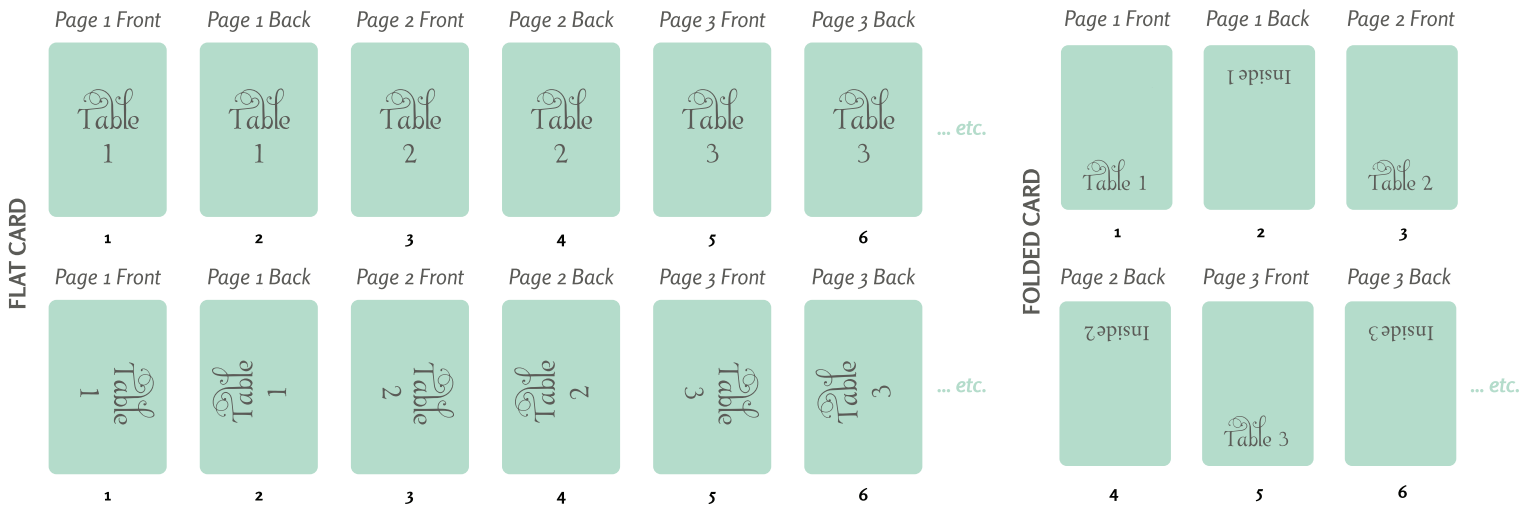 FLAT CARD
Page 1 Front
Table
1
1
Page 1 Back
Table
1
2
Page 2 Front
Table
2
3
Page 2 Back
Table
2
4
Page 3 Front
Table
3
5
Page 3 Back
Table
3
6
... etc.
Page 1 Front
Table
1
1
Page 1 Back
Table
1
2
Page 2 Front
Table
2
3
Page 2 Back
Table
2
4
Page 3 Front
Table
3
5
Page 3 Back
Table
3
6
... etc.
FOLDED CARD
Page 1 Front
Table 1
1
Page 1 Back
Inside 1
2
Page 2 Front
Table 2
3
Page 2 Back
Inside2
4
Page 3 Front
Table 3
5
Page 3 Back
Inside 3
6
... etc.